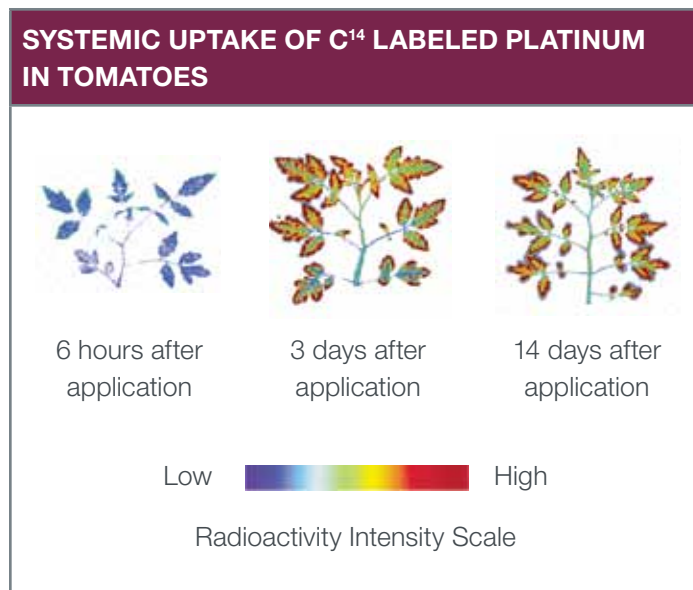 SYSTEMIC UPTAKE OF C¹⁴ LABELED PLATINUM
IN TOMATOES
6 hours after
application
3 days after
application
14 days after
application
Low High
Radioactivity Intensity Scale